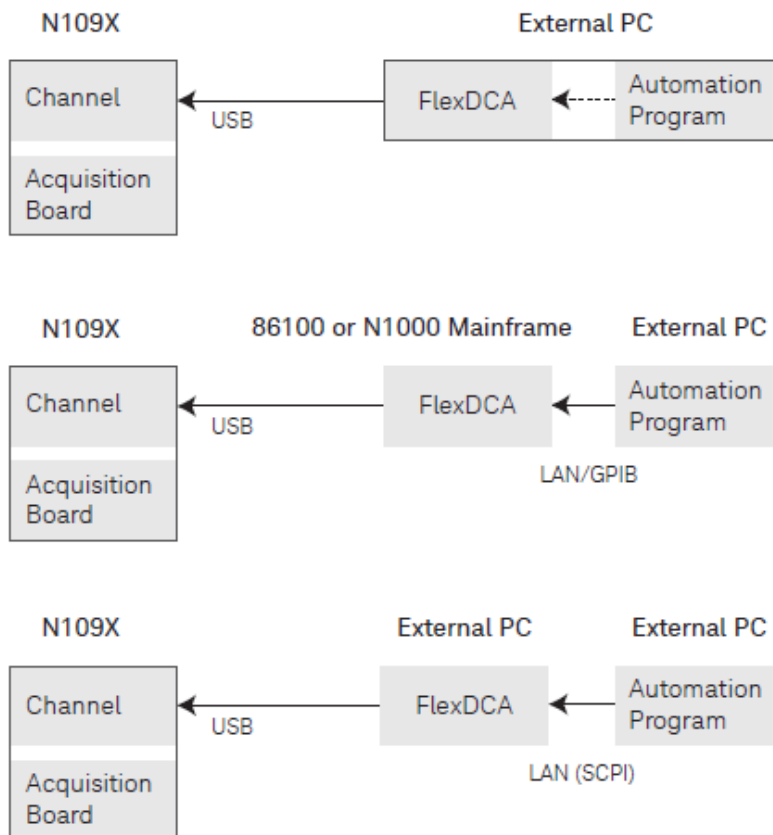 N109X
External PC
Channel
FlexDCA
Automation
Program
USB
Acquisition
Board
N109X
86100 or N1000 Mainframe
External PC
Channel
FlexDCA
Automation
Program
USB
Acquisition
Board
LAN/GPIB
N109X
External PC
External PC
Channel
FlexDCA
Automation
Program
USB
Acquisition
Board
LAN (SCPI)